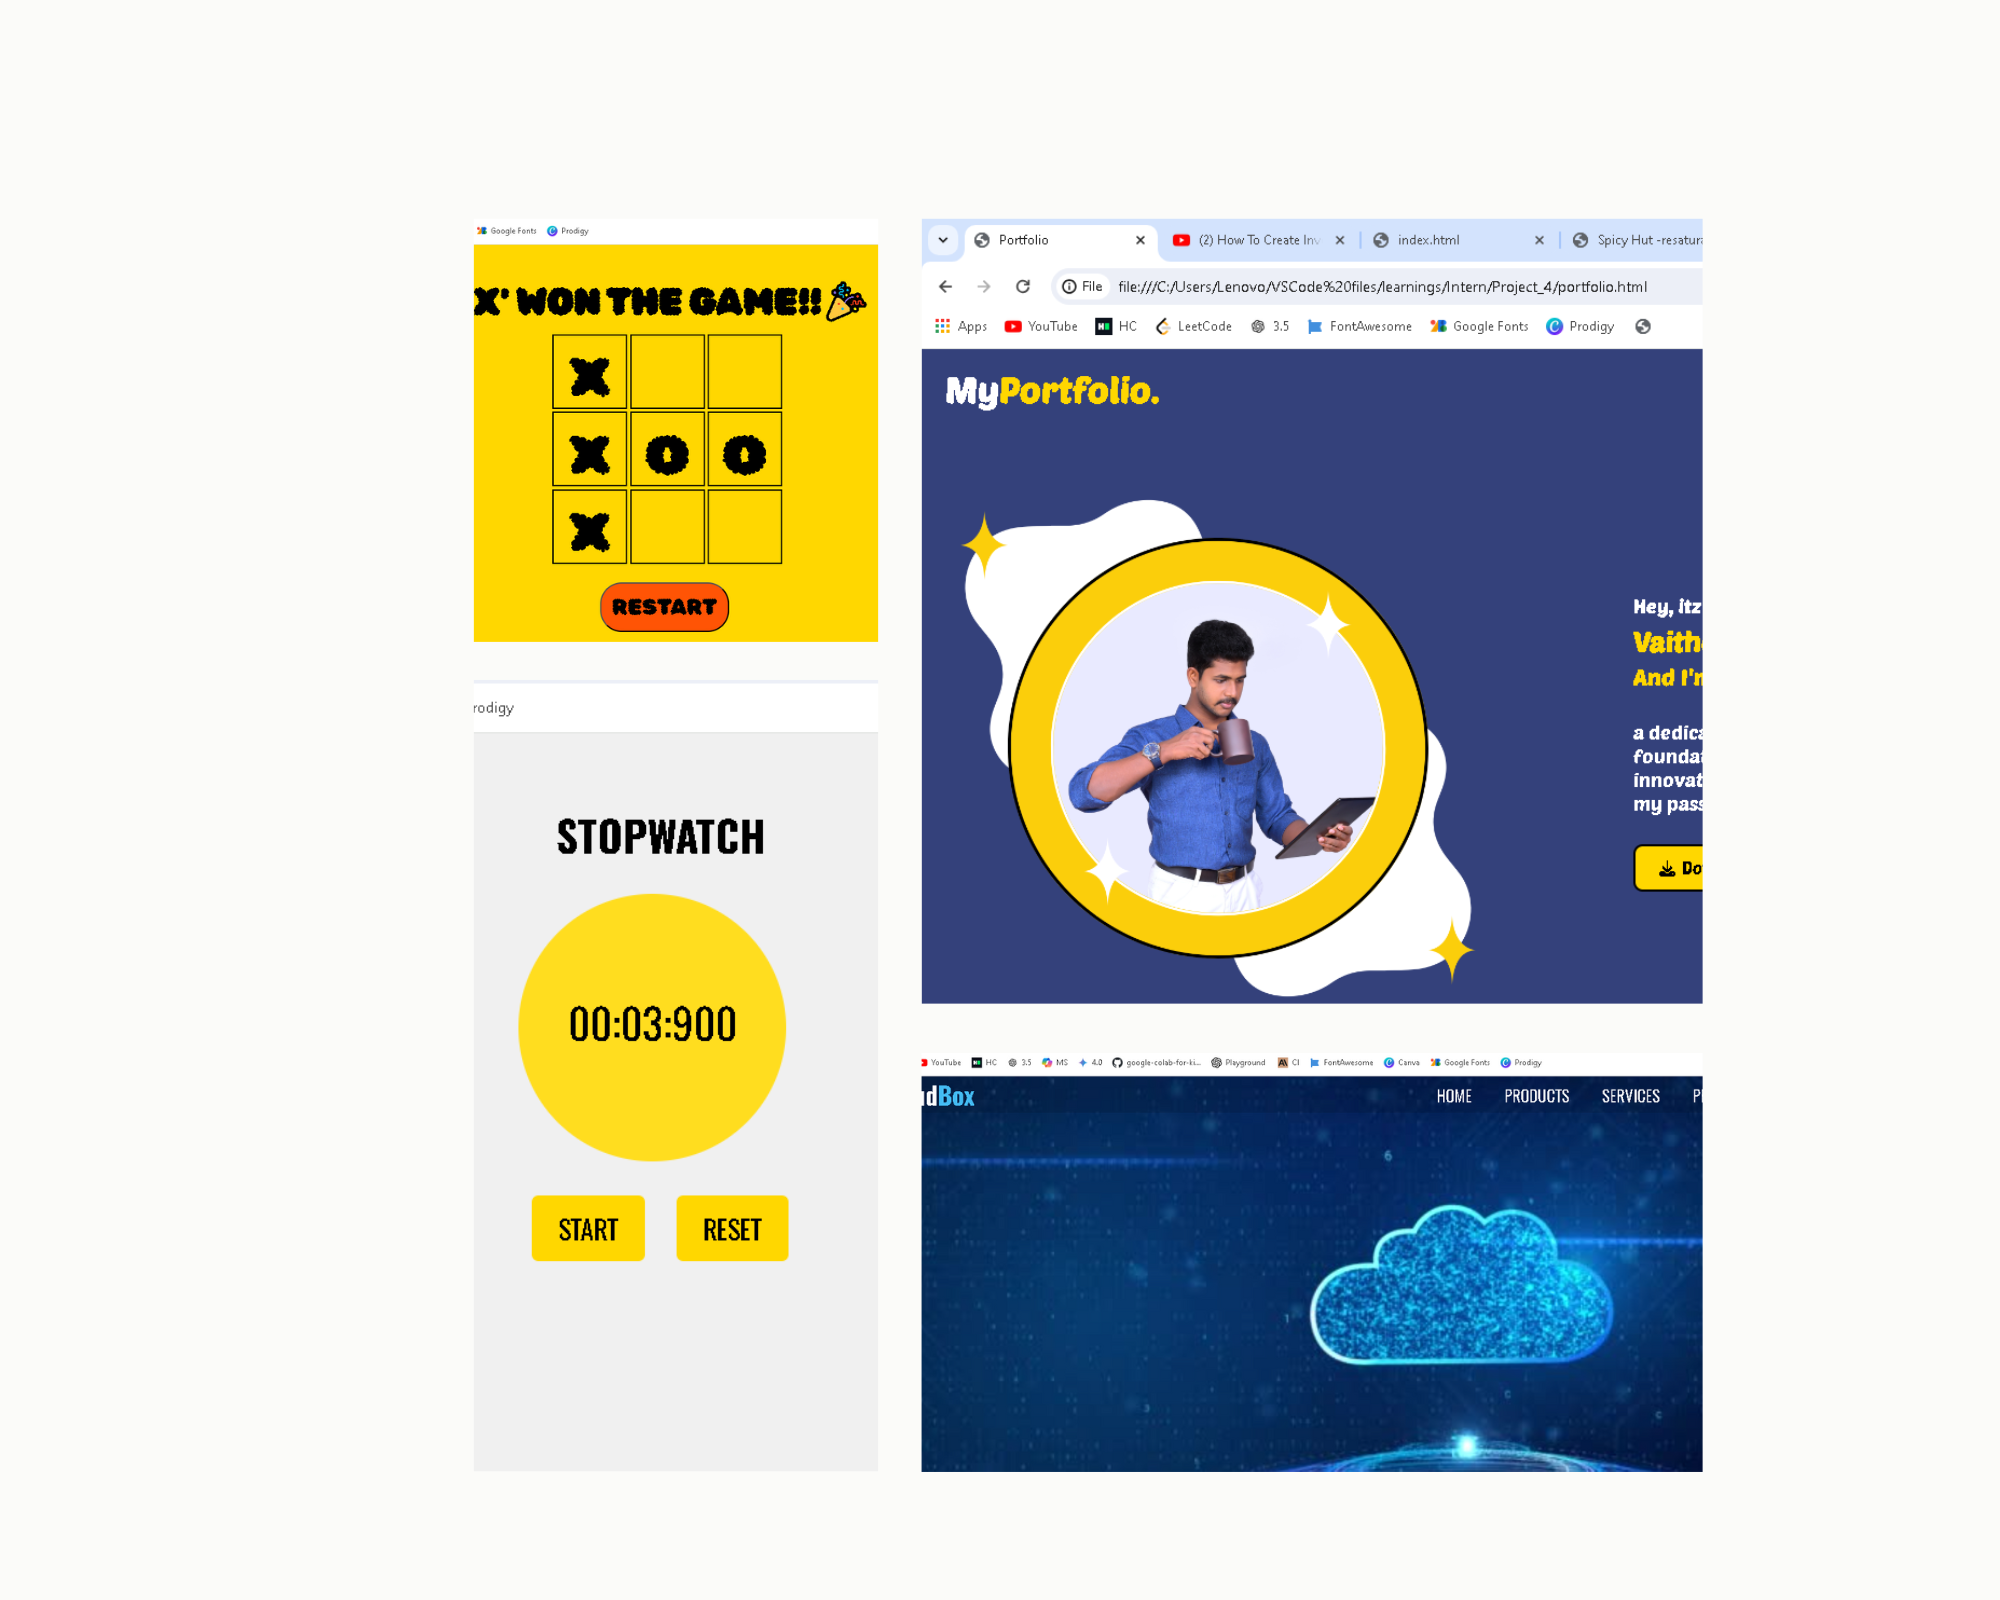 Google Fonts Prodigy
X' WON THE GAME!!
X
X O O
X
RESTART
rodigy
STOPWATCH
00:03:900
START RESET
Portfolio (2) How To Create Inv index.html Spicy Hut -resatura
File file:///C:/Users/Lenovo/VSCode%20files/learnings/Intern/Project_4/portfolio.html
Apps YouTube HC LeetCode 3.5 FontAwesome Google Fonts Prodigy
MyPortfolio.
Hey, itz
Vaith
And I'm
a dedica
foundat
innovat
my pass
Do
YouTube HC 3.5 MS 4.0 google-colab-for-ki... Playground CI FontAwesome Canva Google Fonts Prodigy
dBox HOME PRODUCTS SERVICES